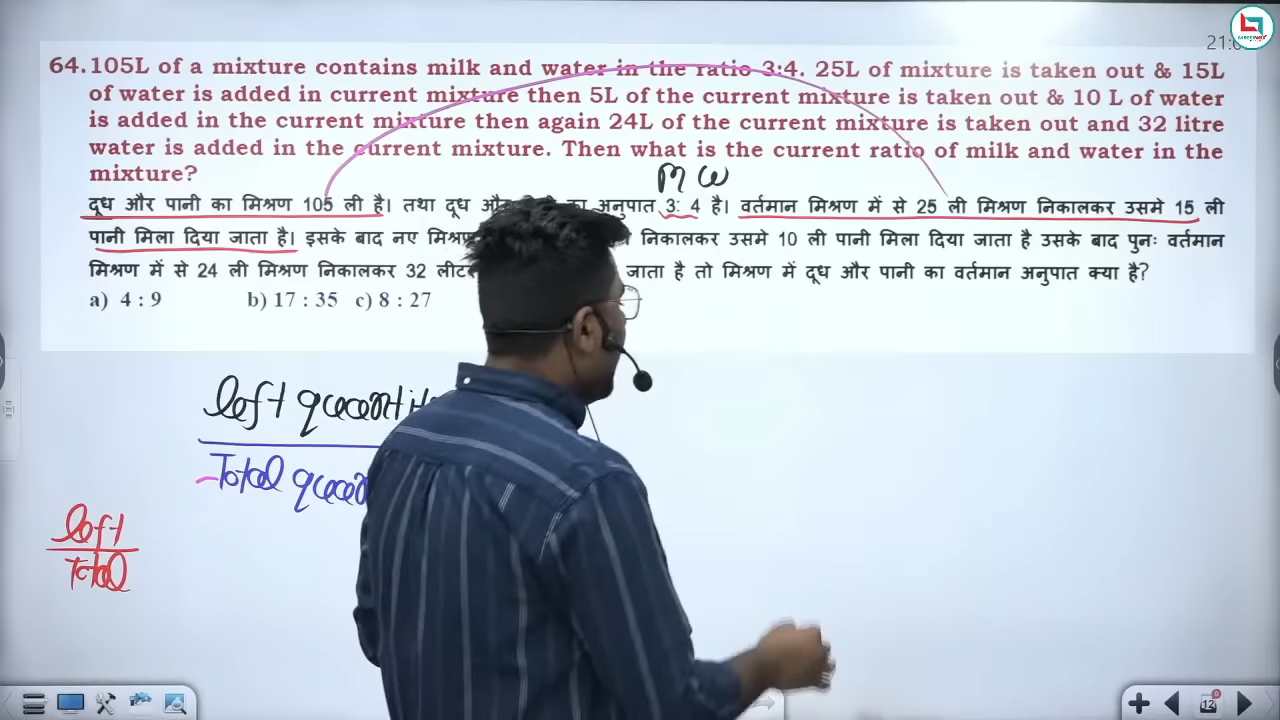 21:0
64. 105L of a mixture contains milk and water in the ratio 3:4. 25L of mixture is taken out & 15L
of water is added in current mixture then 5L of the current mixture is taken out & 10 L of water
is added in the current mixture then again 24L of the current mixture is taken out and 32 litre
water is added in the current mixture. Then what is the current ratio of milk and water in the
mixture?
M W
दूध और पानी का मिश्रण 105 ली है। तथा दूध का अनुपात 3: 4 है। वर्तमान मिश्रण में से 25 ली मिश्रण निकालकर उसमे 15 ली
पानी मिला दिया जाता है। इसके बाद नए निकालकर उसमे 10 ली पानी मिला दिया जाता है उसके बाद पुनः वर्तमान
मिश्रण में से 24 ली मिश्रण निकालकर 32 जाता है तो मिश्रण में दूध और पानी का वर्तमान अनुपात क्या है?
a) 4 : 9 b) 17 : 35 c) 8 : 27
left
Total
left
Total
12